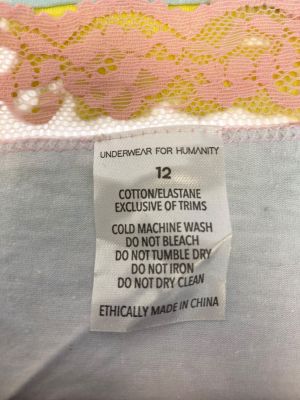 UNDERWEAR FOR HUMANITY
12
COTTON/ELASTANE
EXCLUSIVE OF TRIMS
COLD MACHINE WASH
DO NOT BLEACH
DO NOT TUMBLE DRY
DO NOT IRON
DO NOT DRY CLEAN
ETHICALLY MADE IN CHINA